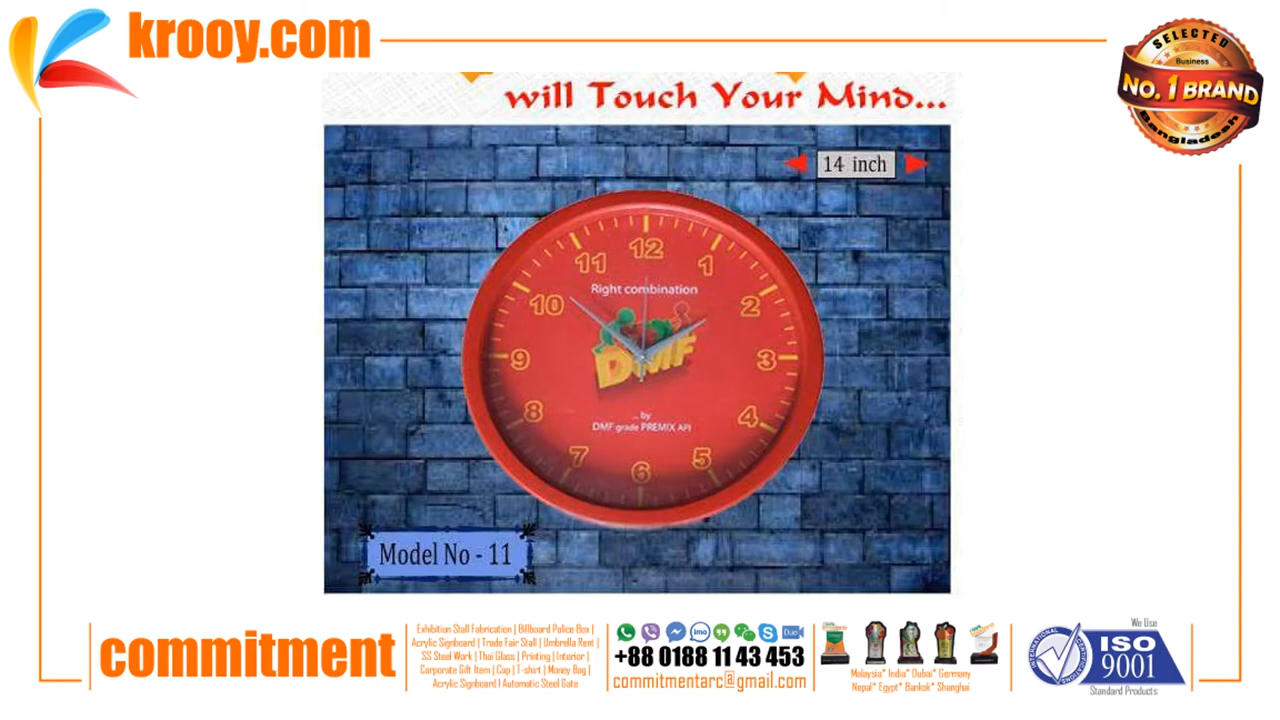 krooy.com
SELECTED
Business
NO. 1 BRAND
Bangladesh
will Touch Your Mind...
14 inch
12
11
1
Right combination
10
2
DMF
9
3
8
4
... by
DMF grade PREMIX API
7
5
6
Model No - 11
commitment
Exhibition Stall Fabrication | Billboard Police Box |
Acrylic Signboard | Trade Fair Stall | Umbrella Rent |
SS Steel Work | Thai Glass | Printing | Interior |
Corporate Gift Item | Cap | T-shirt | Money Bag |
Acrylic Signboard | Automatic Steel Gate
imo
Duo
+88 0188 11 43 453
commitmentarc@gmail.com
Malaysia* India* Dubai* Germany
Nepal* Egypt* Bankok* Shanghai
We Use
INTERNATIONAL
ISO
9001
Standard Products